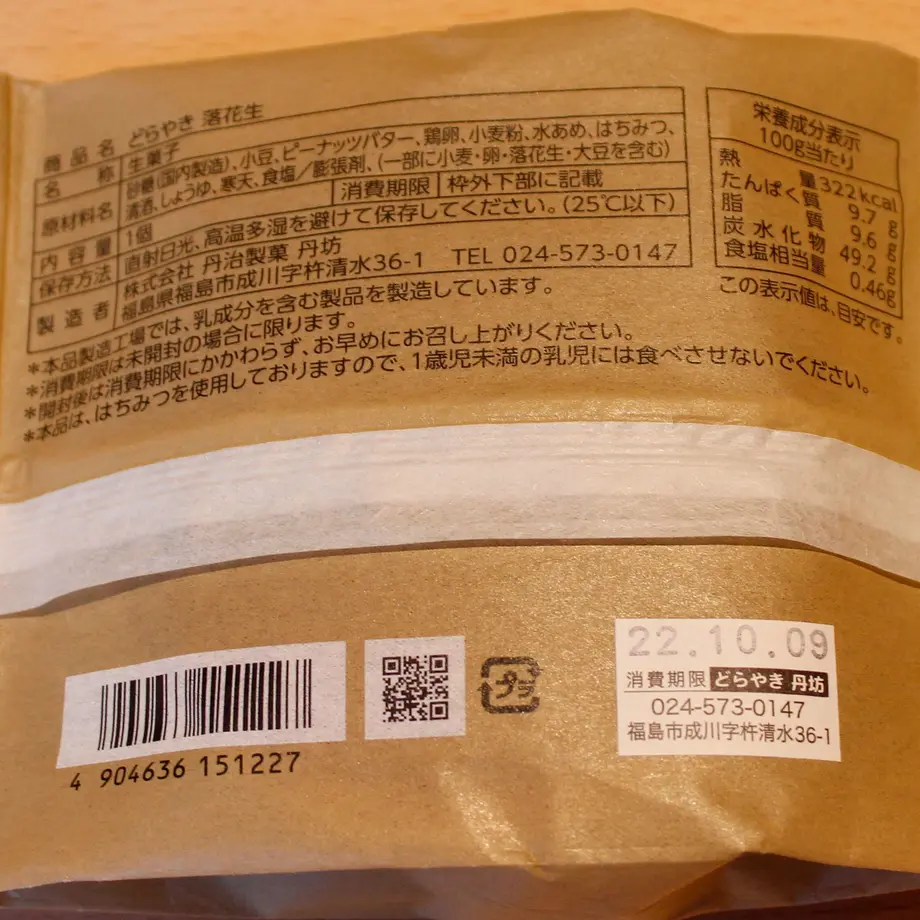 商品名 どらやき 落花生
名称 生菓子
原材料名 砂糖(国内製造)、小豆、ピーナッツバター、鶏卵、小麦粉、水あめ、はちみつ、
清酒、しょうゆ、寒天、食塩／膨張剤、(一部に小麦・卵・落花生・大豆を含む)
内容量 1個 消費期限 枠外下部に記載
保存方法 直射日光、高温多湿を避けて保存してください。(25℃以下)
製造者 株式会社 丹治製菓 丹坊
福島県福島市成川字杵清水36-1 TEL 024-573-0147
*本品製造工場では、乳成分を含む製品を製造しています。
*消費期限は未開封の場合に限ります。
*開封後は消費期限にかかわらず、お早めにお召し上がりください。
*本品は、はちみつを使用しておりますので、1歳児未満の乳児には食べさせないでください。
栄養成分表示
100g当たり
熱量 322kcal
たんぱく質 9.7g
脂質 9.6g
炭水化物 49.2g
食塩相当量 0.46g
この表示値は、目安です。
4 904636 151227
プラ
22.10.09
消費期限 どらやき 丹坊
024-573-0147
福島市成川字杵清水36-1